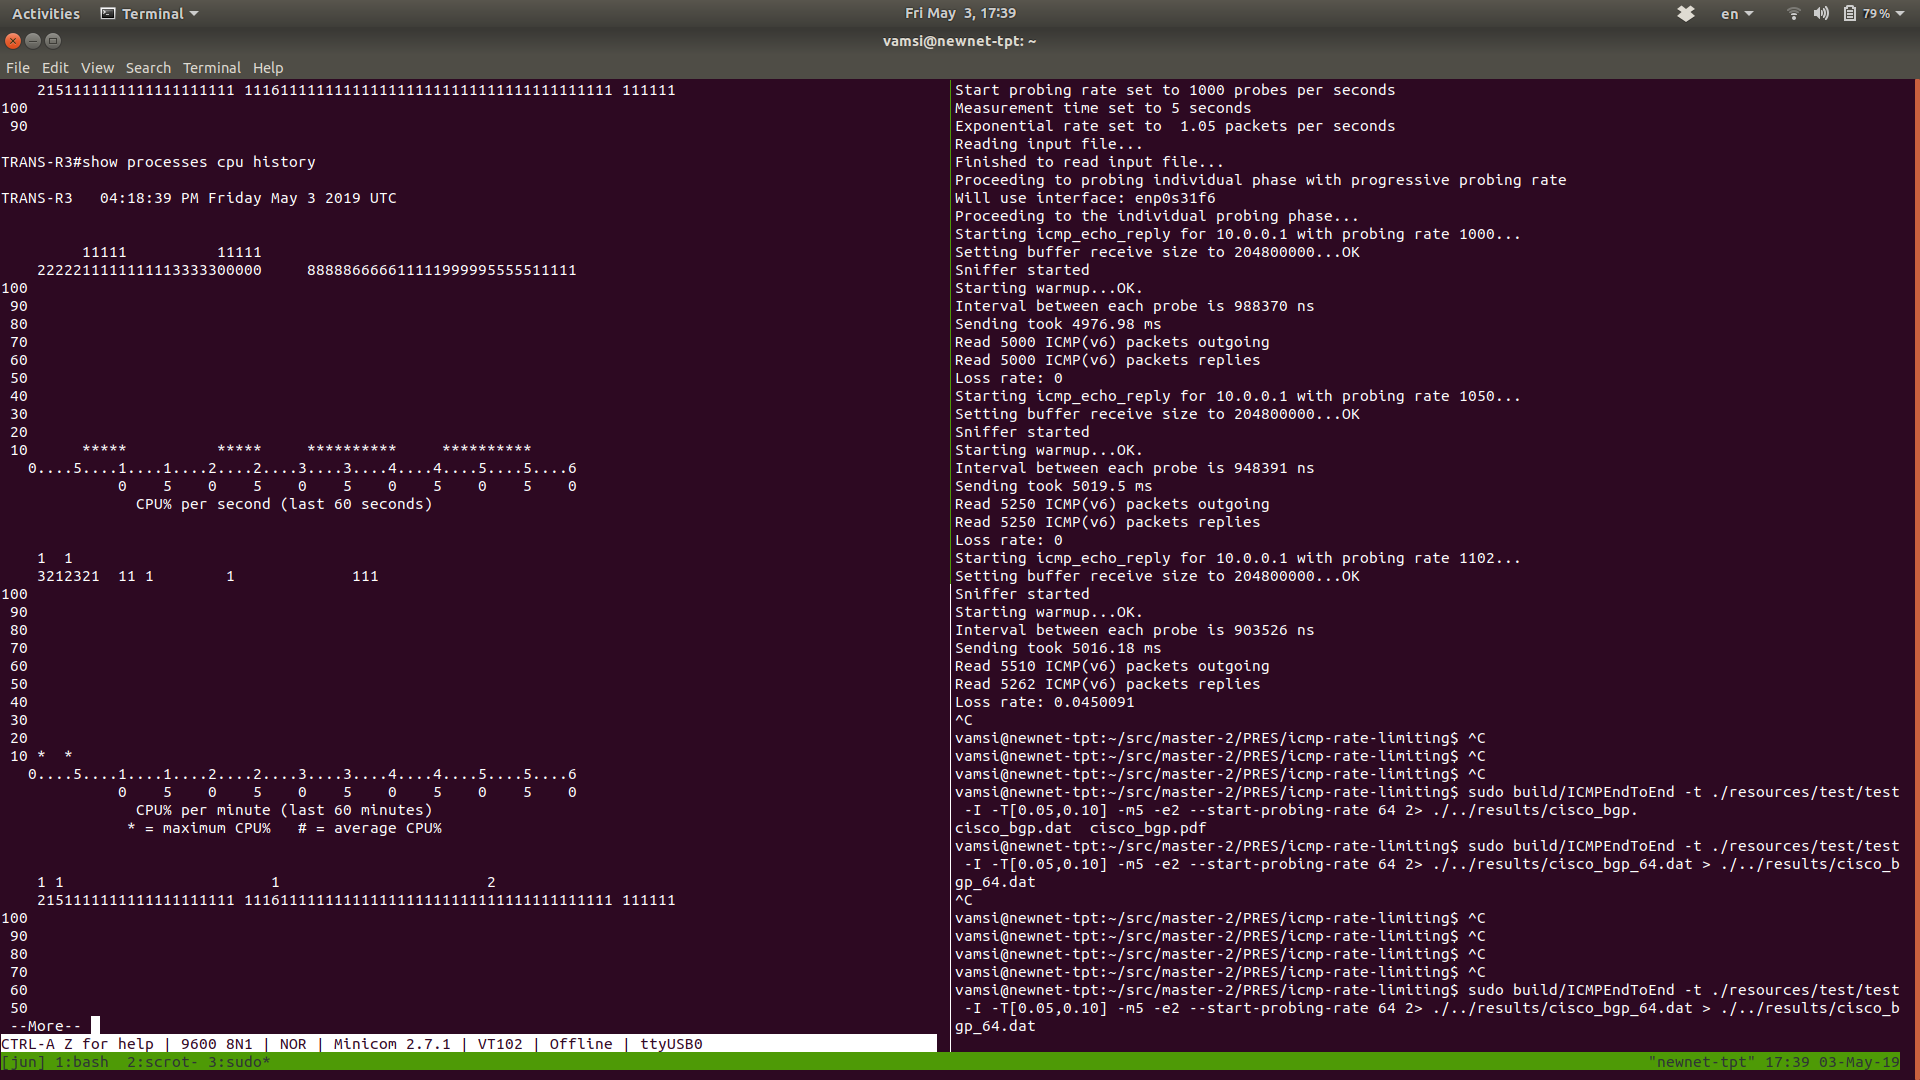 Activities Terminal Fri May 3, 17:39 en 79 %
vamsi@newnet-tpt: ~
File Edit View Search Terminal Help
    2151111111111111111111 11161111111111111111111111111111111111111 111111
100
 90

TRANS-R3#show processes cpu history

TRANS-R3   04:18:39 PM Friday May 3 2019 UTC

         11111          11111
    2222211111111113333300000     888886666611111999995555511111
100
 90
 80
 70
 60
 50
 40
 30
 20
 10      *****          *****     **********     **********
   0....5....1....1....2....2....3....3....4....4....5....5....6
             0    5    0    5    0    5    0    5    0    5    0
               CPU% per second (last 60 seconds)

    1  1
    3212321  11 1        1             111
100
 90
 80
 70
 60
 50
 40
 30
 20
 10 *  *
   0....5....1....1....2....2....3....3....4....4....5....5....6
             0    5    0    5    0    5    0    5    0    5    0
               CPU% per minute (last 60 minutes)
              * = maximum CPU%   # = average CPU%

    1 1                       1                       2
    2151111111111111111111 11161111111111111111111111111111111111111 111111
100
 90
 80
 70
 60
 50
 --More--
CTRL-A Z for help | 9600 8N1 | NOR | Minicom 2.7.1 | VT102 | Offline | ttyUSB0
Start probing rate set to 1000 probes per seconds
Measurement time set to 5 seconds
Exponential rate set to  1.05 packets per seconds
Reading input file...
Finished to read input file...
Proceeding to probing individual phase with progressive probing rate
Will use interface: enp0s31f6
Proceeding to the individual probing phase...
Starting icmp_echo_reply for 10.0.0.1 with probing rate 1000...
Setting buffer receive size to 204800000...OK
Sniffer started
Starting warmup...OK.
Interval between each probe is 988370 ns
Sending took 4976.98 ms
Read 5000 ICMP(v6) packets outgoing
Read 5000 ICMP(v6) packets replies
Loss rate: 0
Starting icmp_echo_reply for 10.0.0.1 with probing rate 1050...
Setting buffer receive size to 204800000...OK
Sniffer started
Starting warmup...OK.
Interval between each probe is 948391 ns
Sending took 5019.5 ms
Read 5250 ICMP(v6) packets outgoing
Read 5250 ICMP(v6) packets replies
Loss rate: 0
Starting icmp_echo_reply for 10.0.0.1 with probing rate 1102...
Setting buffer receive size to 204800000...OK
Sniffer started
Starting warmup...OK.
Interval between each probe is 903526 ns
Sending took 5016.18 ms
Read 5510 ICMP(v6) packets outgoing
Read 5262 ICMP(v6) packets replies
Loss rate: 0.0450091
^C
vamsi@newnet-tpt:~/src/master-2/PRES/icmp-rate-limiting$ ^C
vamsi@newnet-tpt:~/src/master-2/PRES/icmp-rate-limiting$ ^C
vamsi@newnet-tpt:~/src/master-2/PRES/icmp-rate-limiting$ ^C
vamsi@newnet-tpt:~/src/master-2/PRES/icmp-rate-limiting$ sudo build/ICMPEndToEnd -t ./resources/test/test
 -I -T[0.05,0.10] -m5 -e2 --start-probing-rate 64 2> ./../results/cisco_bgp.
cisco_bgp.dat  cisco_bgp.pdf
vamsi@newnet-tpt:~/src/master-2/PRES/icmp-rate-limiting$ sudo build/ICMPEndToEnd -t ./resources/test/test
 -I -T[0.05,0.10] -m5 -e2 --start-probing-rate 64 2> ./../results/cisco_bgp_64.dat > ./../results/cisco_b
gp_64.dat
^C
vamsi@newnet-tpt:~/src/master-2/PRES/icmp-rate-limiting$ ^C
vamsi@newnet-tpt:~/src/master-2/PRES/icmp-rate-limiting$ ^C
vamsi@newnet-tpt:~/src/master-2/PRES/icmp-rate-limiting$ ^C
vamsi@newnet-tpt:~/src/master-2/PRES/icmp-rate-limiting$ ^C
vamsi@newnet-tpt:~/src/master-2/PRES/icmp-rate-limiting$ sudo build/ICMPEndToEnd -t ./resources/test/test
 -I -T[0.05,0.10] -m5 -e2 --start-probing-rate 64 2> ./../results/cisco_bgp_64.dat > ./../results/cisco_b
gp_64.dat
[jun] 1:bash  2:scrot- 3:sudo* "newnet-tpt" 17:39 03-May-19